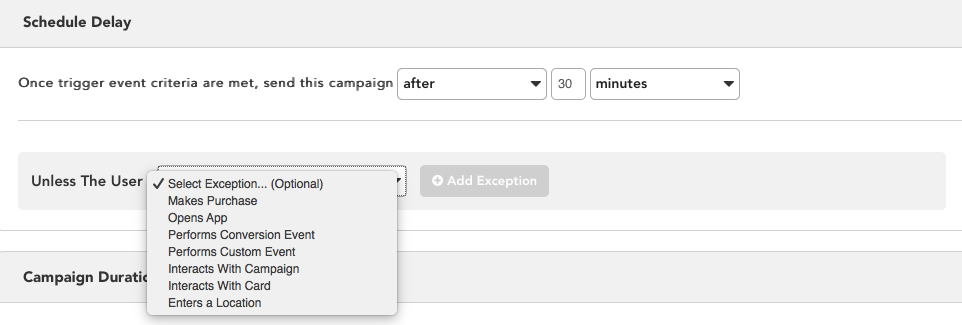 Schedule Delay
Once trigger event criteria are met, send this campaign after 30 minutes
Unless The User
Add Exception
✓ Select Exception... (Optional)
Makes Purchase
Opens App
Performs Conversion Event
Performs Custom Event
Interacts With Campaign
Interacts With Card
Enters a Location
Campaign